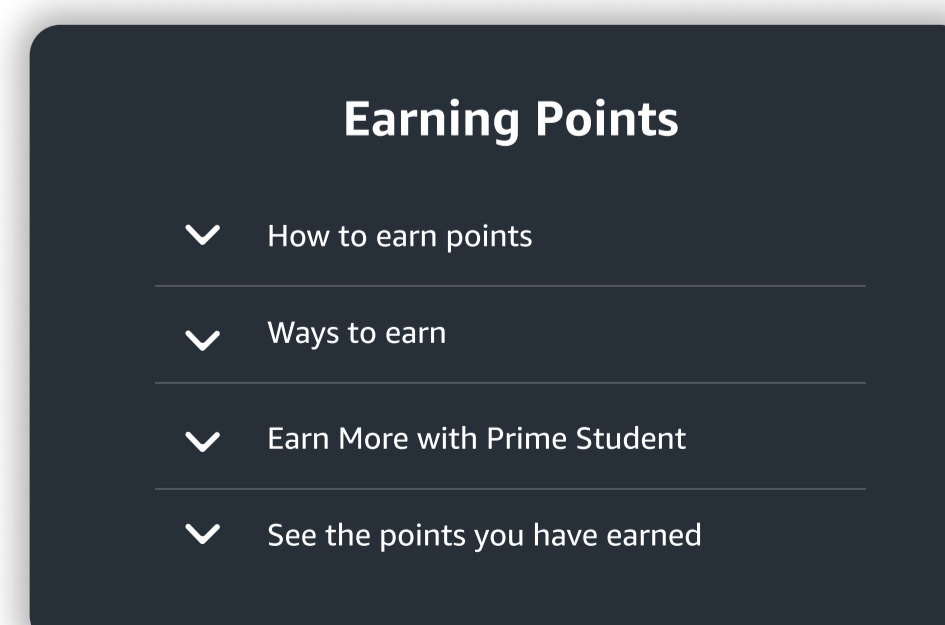 Earning Points
How to earn points
Ways to earn
Earn More with Prime Student
See the points you have earned